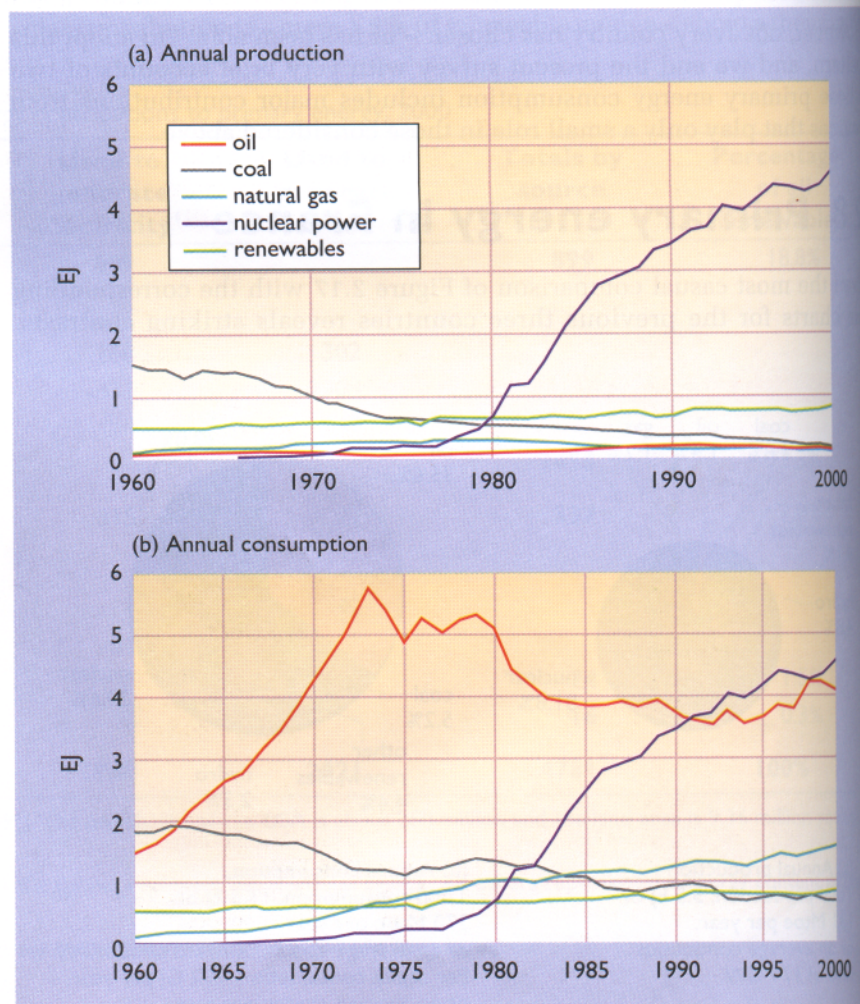 (a) Annual production
6
5
4
3
2
1
0
EJ
oil
coal
natural gas
nuclear power
renewables
1960 1970 1980 1990 2000
(b) Annual consumption
6
5
4
3
2
1
0
EJ
1960 1965 1970 1975 1980 1985 1990 1995 2000